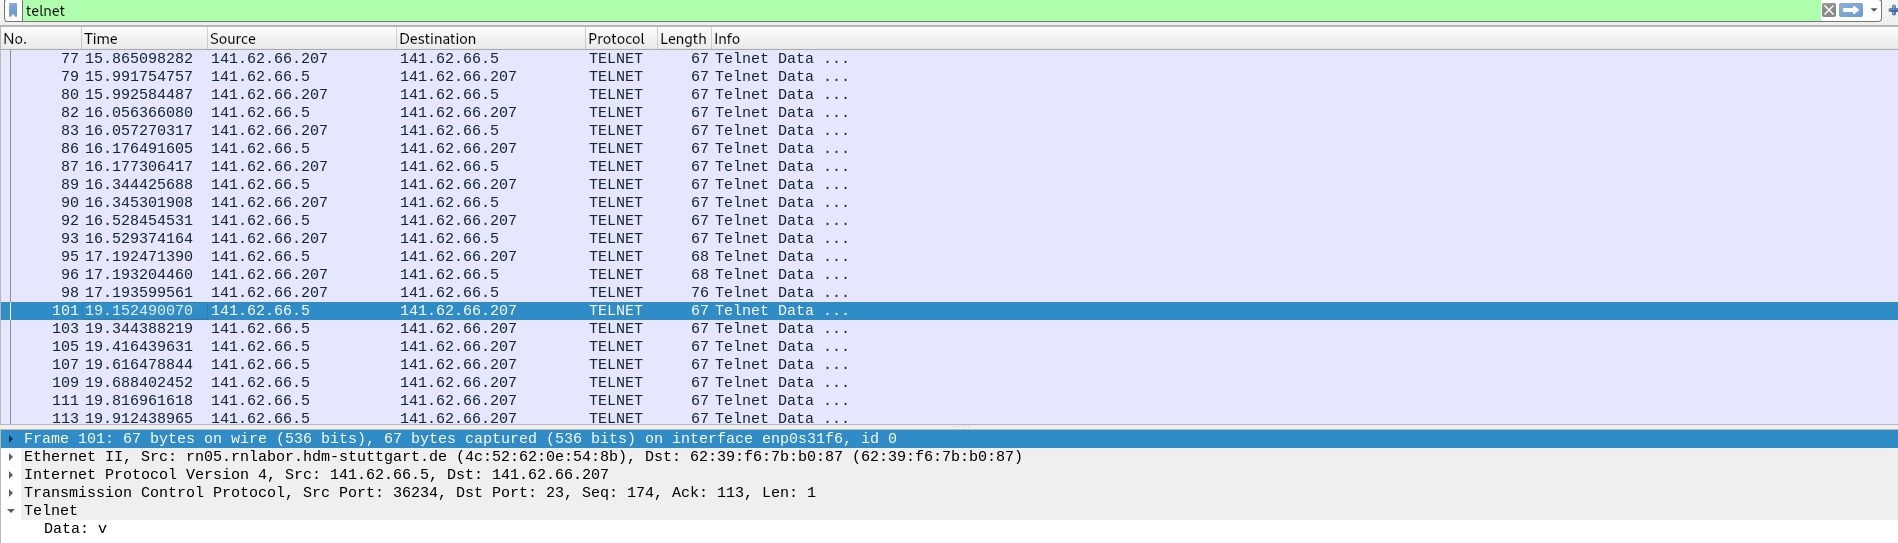 telnet
No. Time Source Destination Protocol Length Info
77 15.865098282 141.62.66.207 141.62.66.5 TELNET 67 Telnet Data ...
79 15.991754757 141.62.66.5 141.62.66.207 TELNET 67 Telnet Data ...
80 15.992584487 141.62.66.207 141.62.66.5 TELNET 67 Telnet Data ...
82 16.056366080 141.62.66.5 141.62.66.207 TELNET 67 Telnet Data ...
83 16.057270317 141.62.66.207 141.62.66.5 TELNET 67 Telnet Data ...
86 16.176491605 141.62.66.5 141.62.66.207 TELNET 67 Telnet Data ...
87 16.177306417 141.62.66.207 141.62.66.5 TELNET 67 Telnet Data ...
89 16.344425688 141.62.66.5 141.62.66.207 TELNET 67 Telnet Data ...
90 16.345301908 141.62.66.207 141.62.66.5 TELNET 67 Telnet Data ...
92 16.528454531 141.62.66.5 141.62.66.207 TELNET 67 Telnet Data ...
93 16.529374164 141.62.66.207 141.62.66.5 TELNET 67 Telnet Data ...
95 17.192471390 141.62.66.5 141.62.66.207 TELNET 68 Telnet Data ...
96 17.193204460 141.62.66.207 141.62.66.5 TELNET 68 Telnet Data ...
98 17.193599561 141.62.66.207 141.62.66.5 TELNET 76 Telnet Data ...
101 19.152490070 141.62.66.5 141.62.66.207 TELNET 67 Telnet Data ...
103 19.344388219 141.62.66.5 141.62.66.207 TELNET 67 Telnet Data ...
105 19.416439631 141.62.66.5 141.62.66.207 TELNET 67 Telnet Data ...
107 19.616478844 141.62.66.5 141.62.66.207 TELNET 67 Telnet Data ...
109 19.688402452 141.62.66.5 141.62.66.207 TELNET 67 Telnet Data ...
111 19.816961618 141.62.66.5 141.62.66.207 TELNET 67 Telnet Data ...
113 19.912438965 141.62.66.5 141.62.66.207 TELNET 67 Telnet Data ...
Frame 101: 67 bytes on wire (536 bits), 67 bytes captured (536 bits) on interface enp0s31f6, id 0
Ethernet II, Src: rn05.rnlabor.hdm-stuttgart.de (4c:52:62:0e:54:8b), Dst: 62:39:f6:7b:b0:87 (62:39:f6:7b:b0:87)
Internet Protocol Version 4, Src: 141.62.66.5, Dst: 141.62.66.207
Transmission Control Protocol, Src Port: 36234, Dst Port: 23, Seq: 174, Ack: 113, Len: 1
Telnet
Data: v